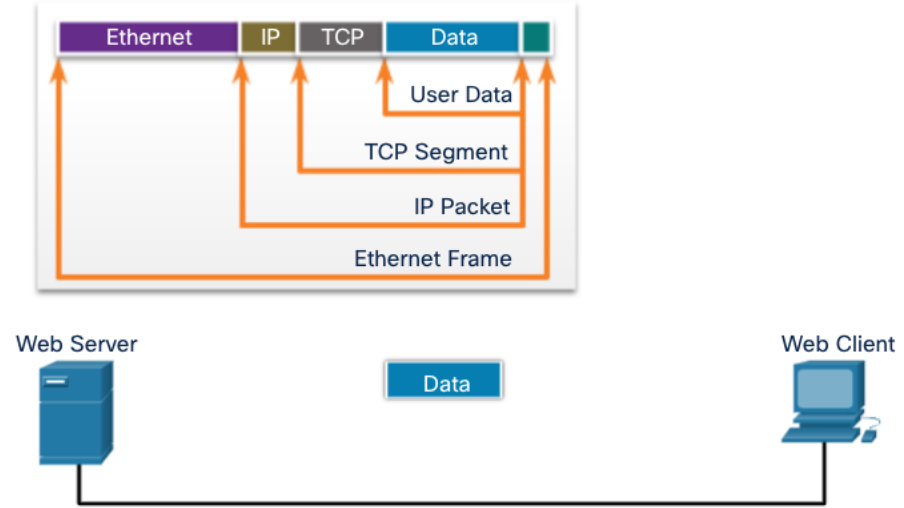 Ethernet IP TCP Data
User Data
TCP Segment
IP Packet
Ethernet Frame
Web Server Web Client
Data